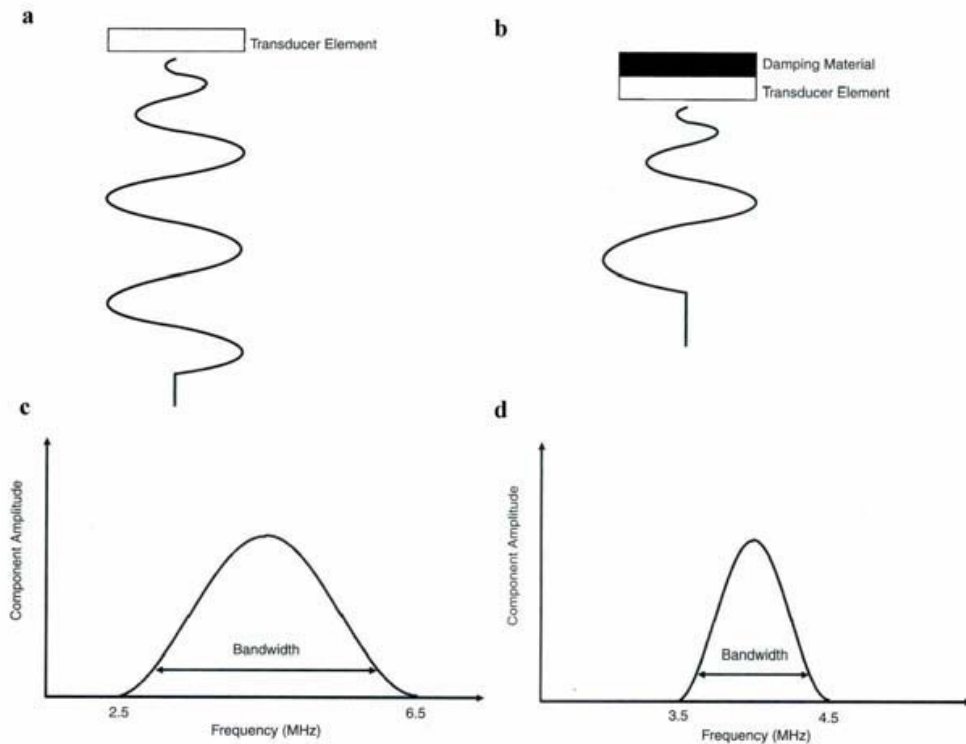 a
Transducer Element
b
Damping Material
Transducer Element
c
Component Amplitude
Bandwidth
2.5
6.5
Frequency (MHz)
d
Component Amplitude
Bandwidth
3.5
4.5
Frequency (MHz)